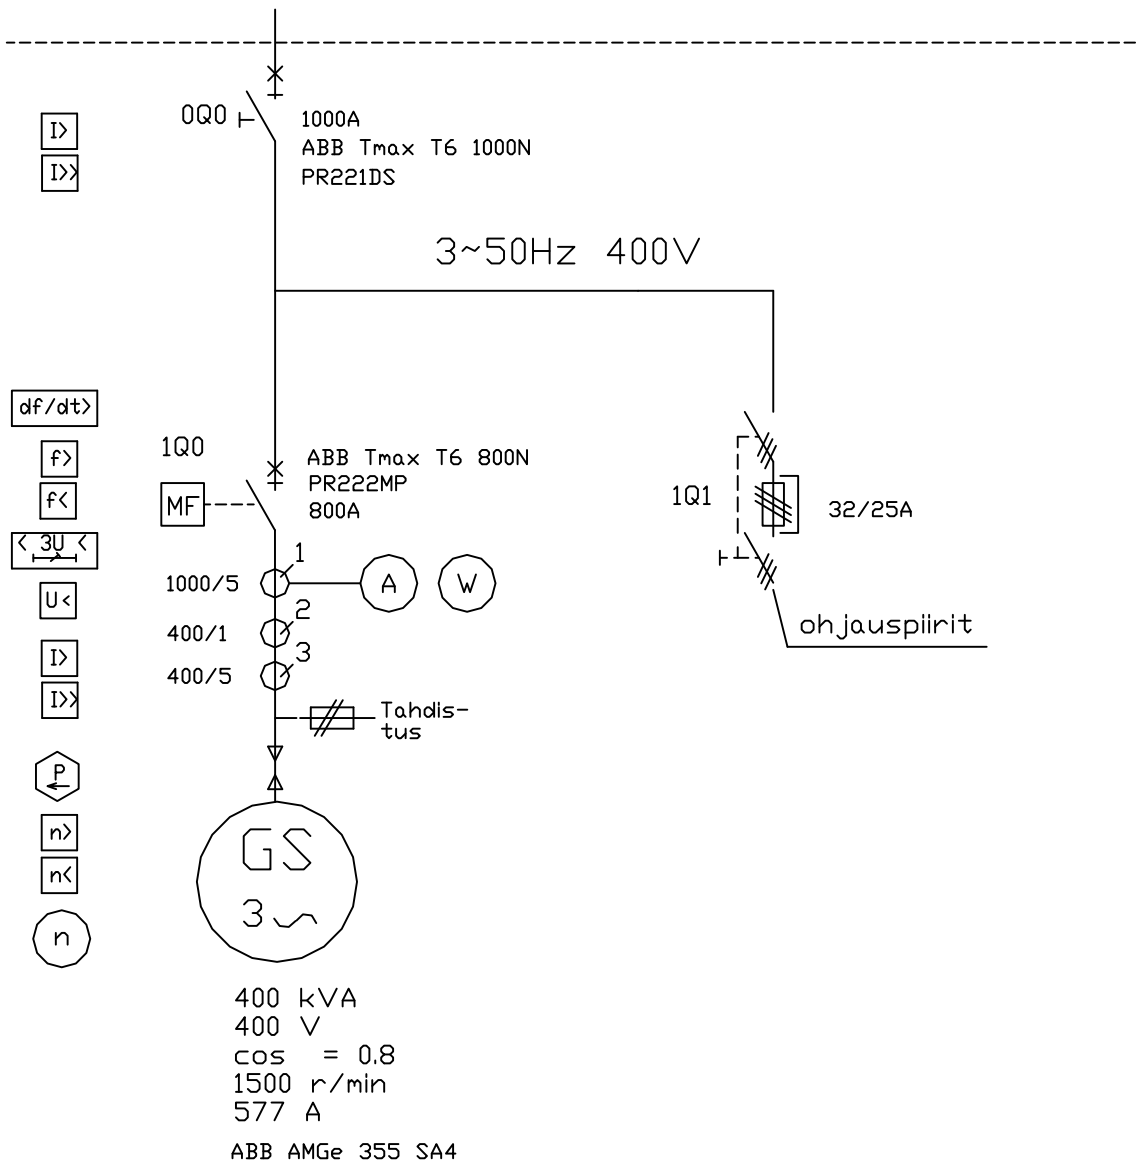 0Q0
1000A
ABB Tmax T6 1000N
PR221DS
I>
I>>
3~50Hz 400V
df/dt>
f>
f<
< 3U <
U<
I>
I>>
P
n>
n<
n
1Q0
MF
ABB Tmax T6 800N
PR222MP
800A
1000/5
1
A
W
400/1
2
400/5
3
Tahdis-
tus
1Q1
32/25A
ohjauspiirit
GS
3~
400 kVA
400 V
cos = 0.8
1500 r/min
577 A
ABB AMGe 355 SA4